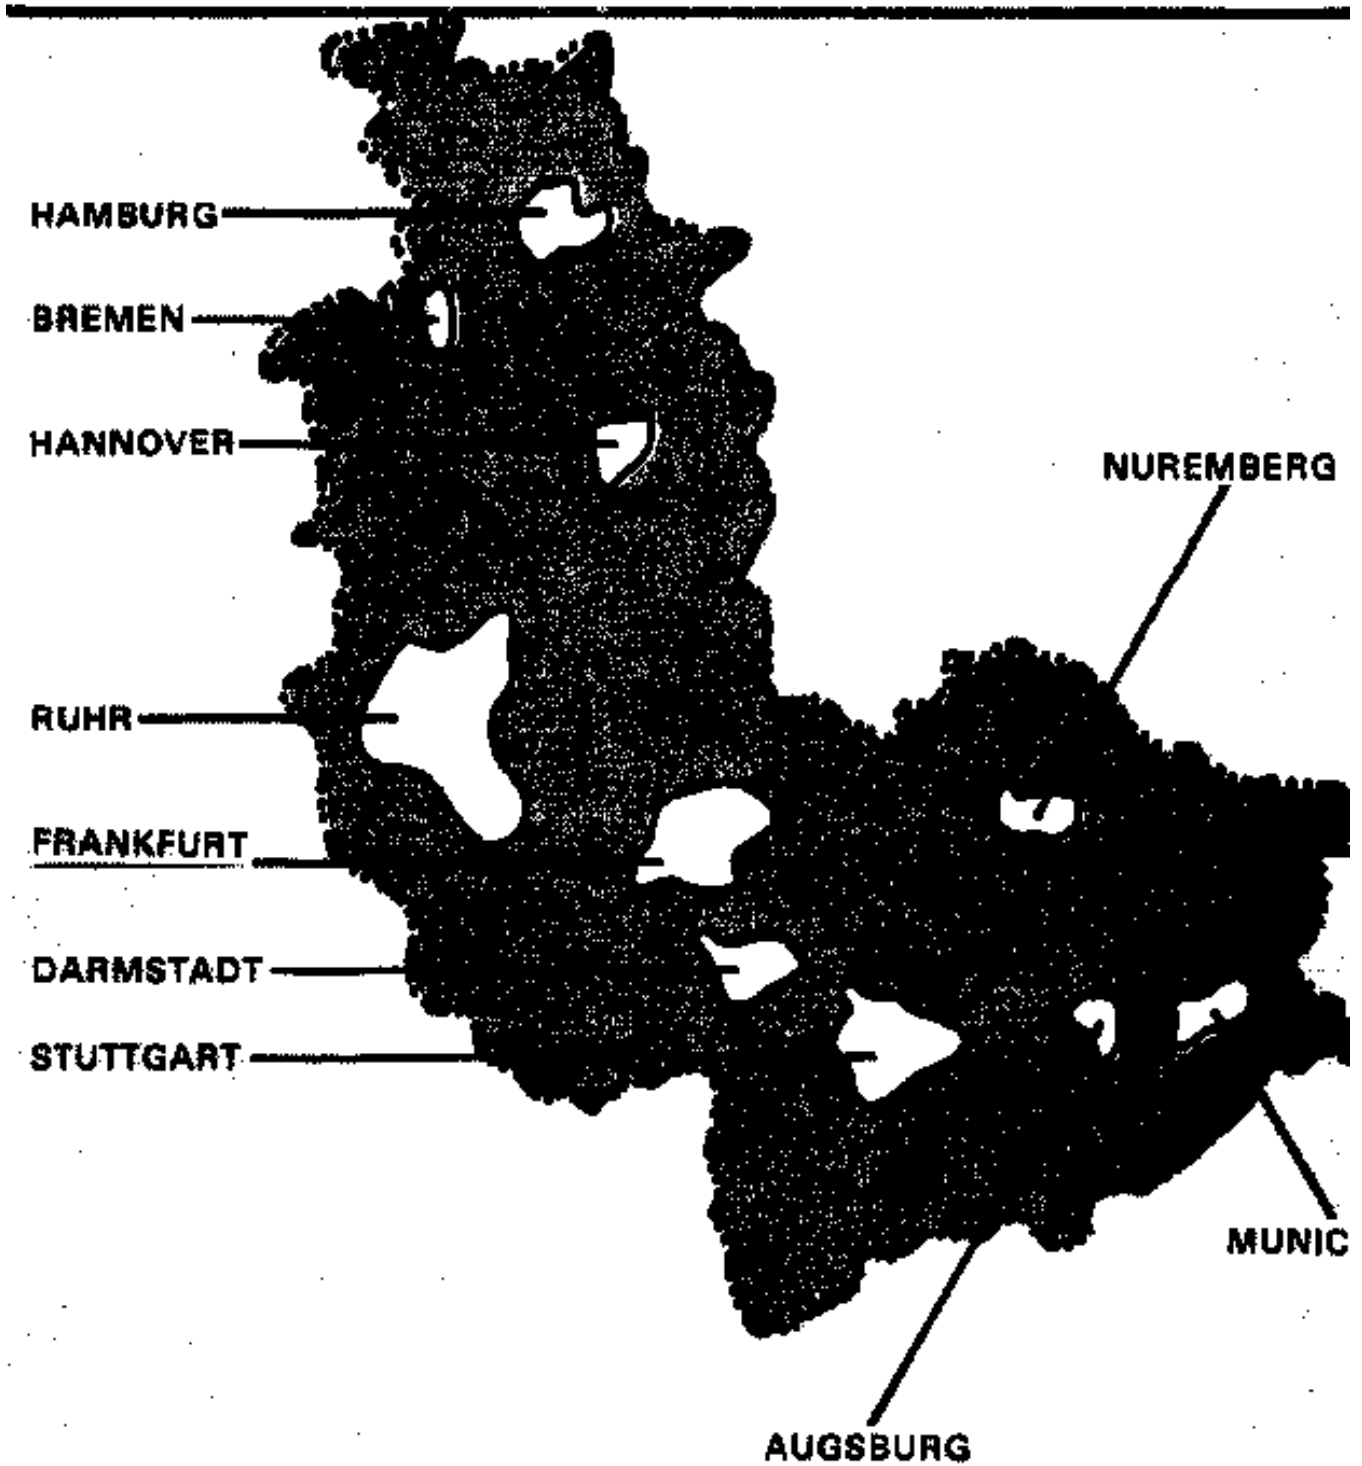 HAMBURG
BREMEN
HANNOVER
NUREMBERG
RUHR
FRANKFURT
DARMSTADT
STUTTGART
MUNIC
AUGSBURG